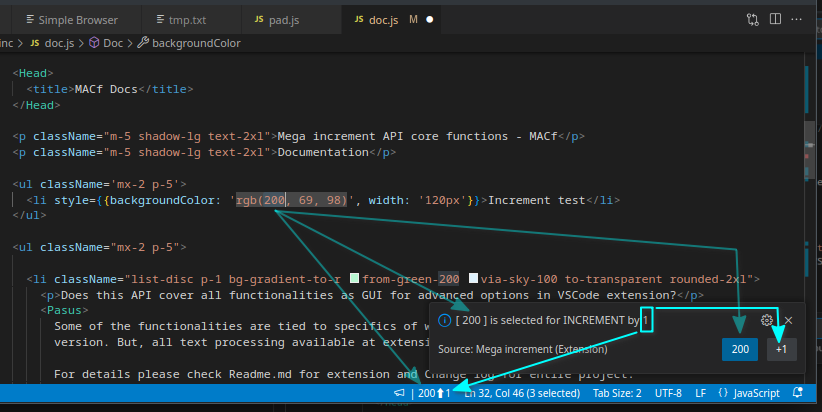 Simple Browser
tmp.txt
JS pad.js
JS doc.js M
inc > JS doc.js > Doc > backgroundColor
<Head>
<title>MACf Docs</title>
</Head>
<p className="m-5 shadow-lg text-2xl">Mega increment API core functions - MACf</p>
<p className="m-5 shadow-lg text-2xl">Documentation</p>
<ul className='mx-2 p-5'>
<li style={{backgroundColor: 'rgb(200, 69, 98)', width: '120px'}}>Increment test</li>
</ul>
<ul className="mx-2 p-5">
<li className="list-disc p-1 bg-gradient-to-r from-green-200 via-sky-100 to-transparent rounded-2xl">
<p>Does this API cover all functionalities as GUI for advanced options in VSCode extension?</p>
<Pasus>
Some of the functionalities are tied to specifics of
version. But, all text processing available at extensi
For details please check Readme.md for extension and Change log for entire project.
[ 200 ] is selected for INCREMENT by 1
Source: Mega increment (Extension)
200
+1
| 200⬆1
Ln 32, Col 46 (3 selected)
Tab Size: 2
UTF-8
LF
{} JavaScript